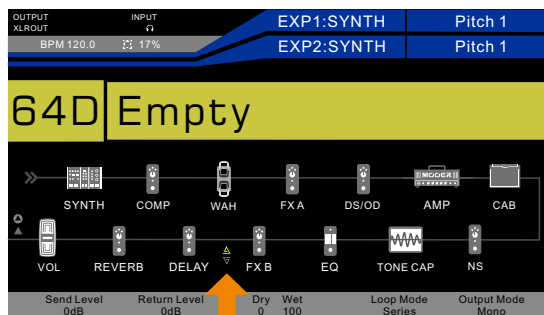 OUTPUT INPUT EXP1:SYNTH Pitch 1
XLROUT
BPM 120.0 17% EXP2:SYNTH Pitch 1
64D Empty
MOOER
SYNTH COMP WAH FX A DS/OD AMP CAB
VOL REVERB DELAY FX B EQ TONE CAP NS
Send Level Return Level Dry Wet Loop Mode Output Mode
0dB 0dB 0 100 Series Mono